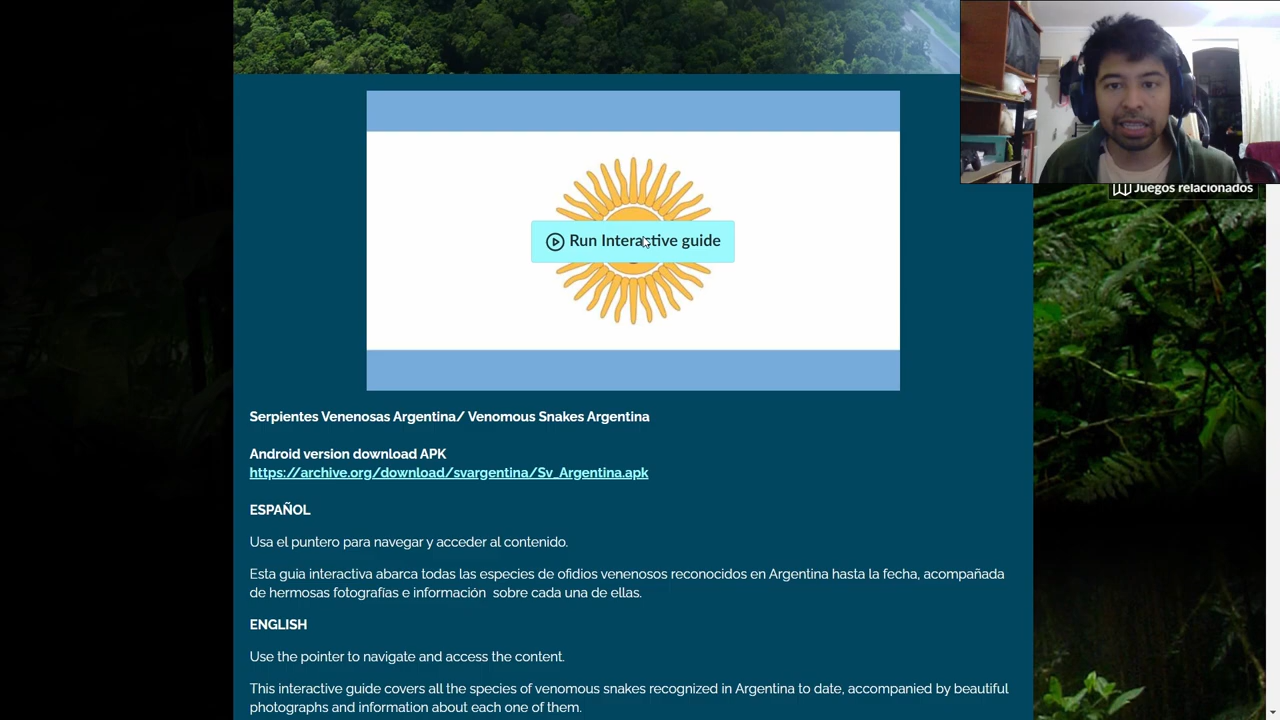 Juegos relacionados
Run Interactive guide
Serpientes Venenosas Argentina/ Venomous Snakes Argentina
Android version download APK
https://archive.org/download/svargentina/Sv_Argentina.apk
ESPAÑOL
Usa el puntero para navegar y acceder al contenido.
Esta guia interactiva abarca todas las especies de ofidios venenosos reconocidos en Argentina hasta la fecha, acompañada
de hermosas fotografías e información sobre cada una de ellas.
ENGLISH
Use the pointer to navigate and access the content.
This interactive guide covers all the species of venomous snakes recognized in Argentina to date, accompanied by beautiful
photographs and information about each one of them.